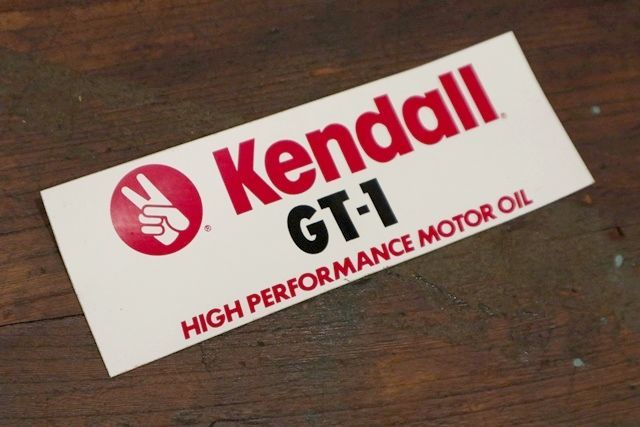 Kendall®
GT-1
HIGH PERFORMANCE MOTOR OIL
®